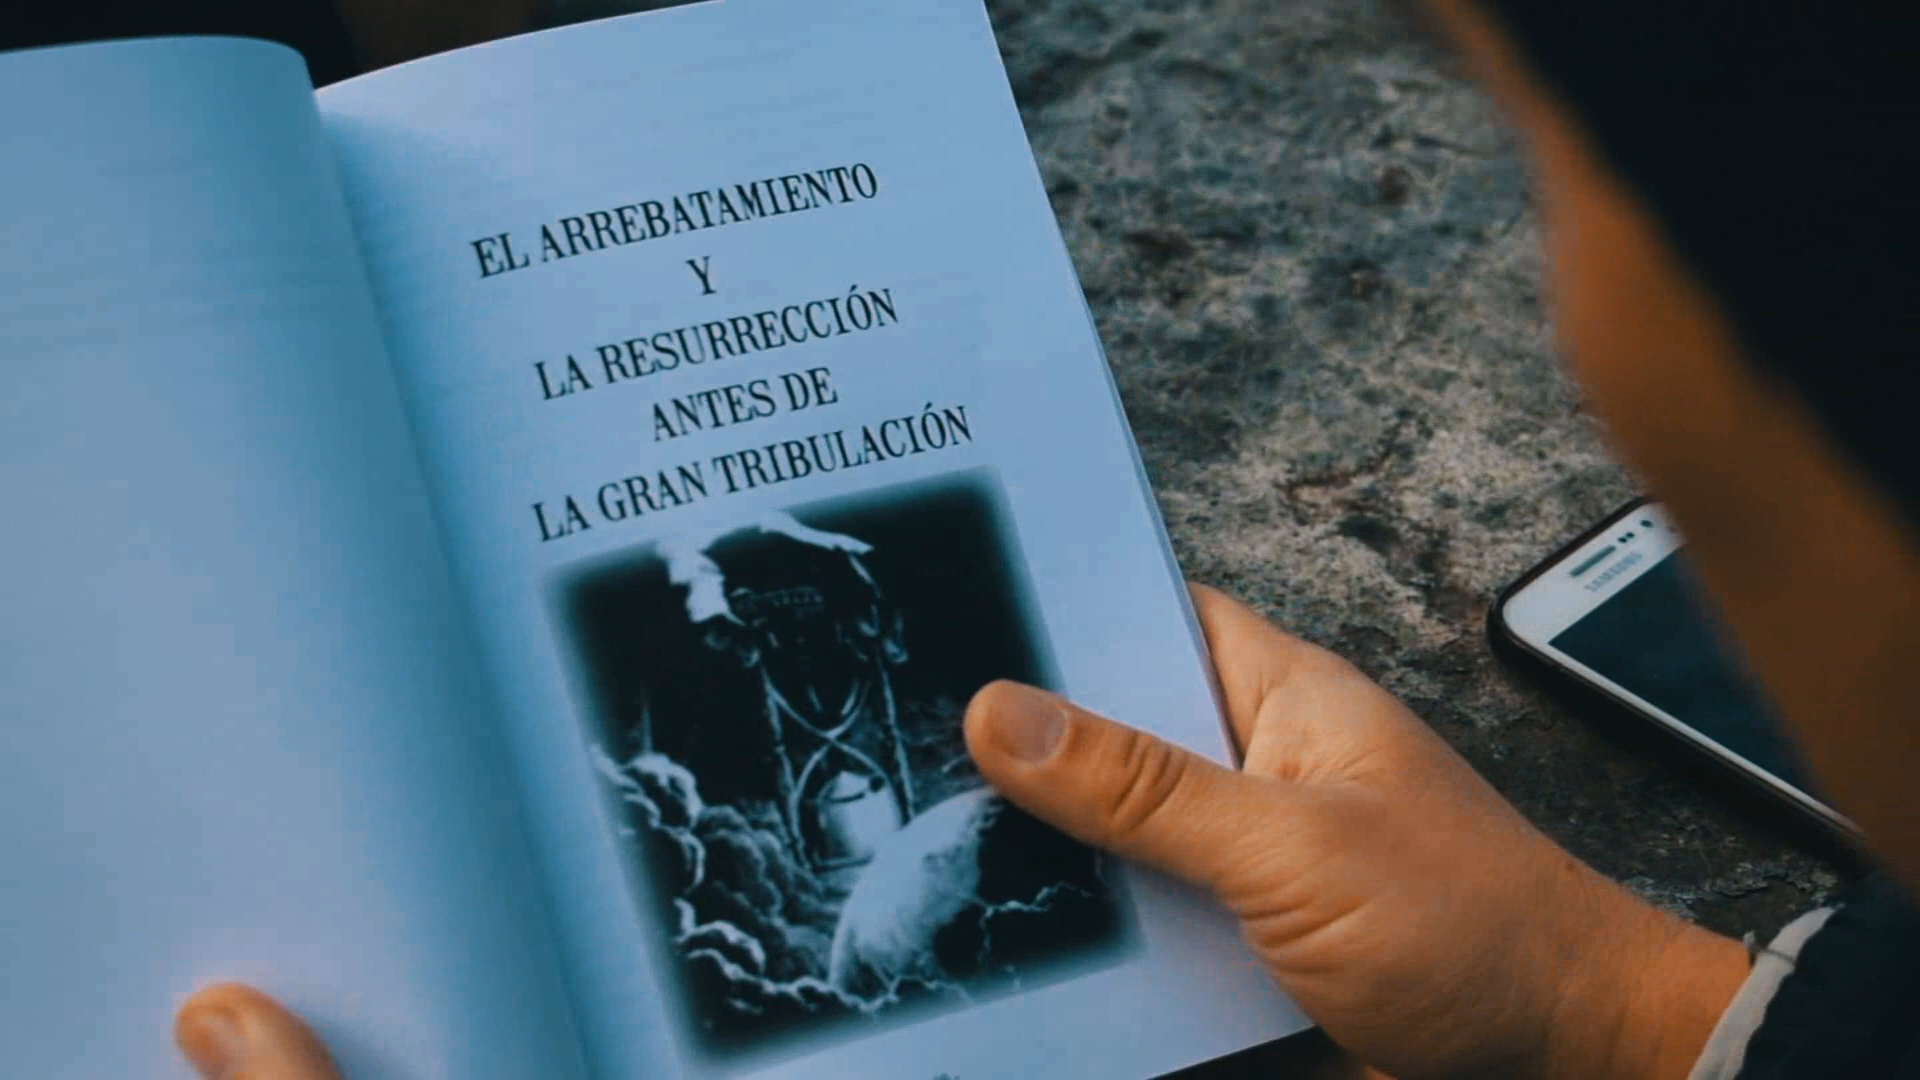 EL ARREBATAMIENTO
Y
LA RESURRECCIÓN
ANTES DE
LA GRAN TRIBULACIÓN
SAMSUNG